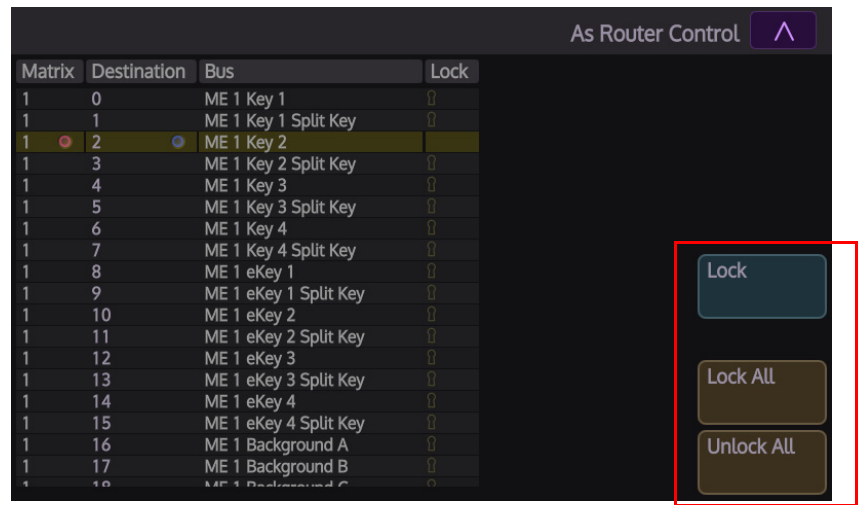 As Router Control
Matrix Destination Bus Lock
1 0 ME 1 Key 1
1 1 ME 1 Key 1 Split Key
1 2 ME 1 Key 2
1 3 ME 1 Key 2 Split Key
1 4 ME 1 Key 3
1 5 ME 1 Key 3 Split Key
1 6 ME 1 Key 4
1 7 ME 1 Key 4 Split Key
1 8 ME 1 eKey 1
1 9 ME 1 eKey 1 Split Key
1 10 ME 1 eKey 2
1 11 ME 1 eKey 2 Split Key
1 12 ME 1 eKey 3
1 13 ME 1 eKey 3 Split Key
1 14 ME 1 eKey 4
1 15 ME 1 eKey 4 Split Key
1 16 ME 1 Background A
1 17 ME 1 Background B
1 18 ME 1 Background C
Lock
Lock All
Unlock All